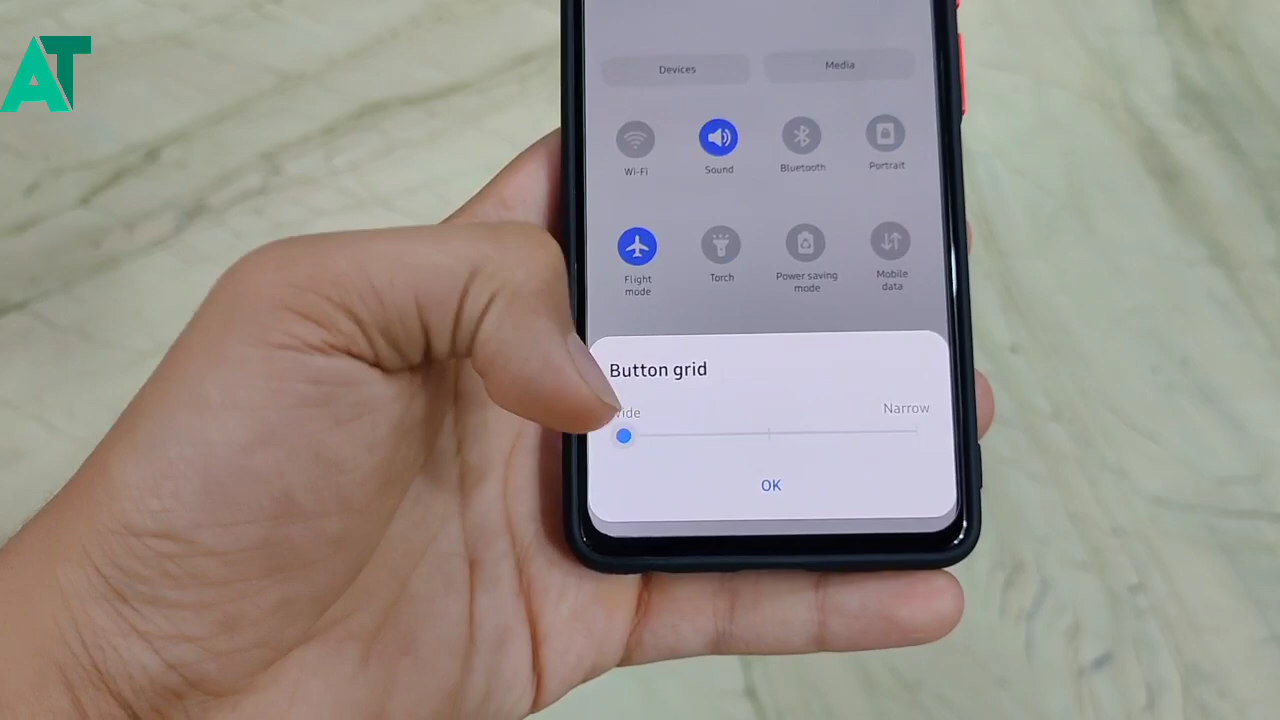 AT
Devices
Media
Wi-Fi
Sound
Bluetooth
Portrait
Flight
mode
Torch
Power saving
mode
Mobile
data
Button grid
Narrow
OK